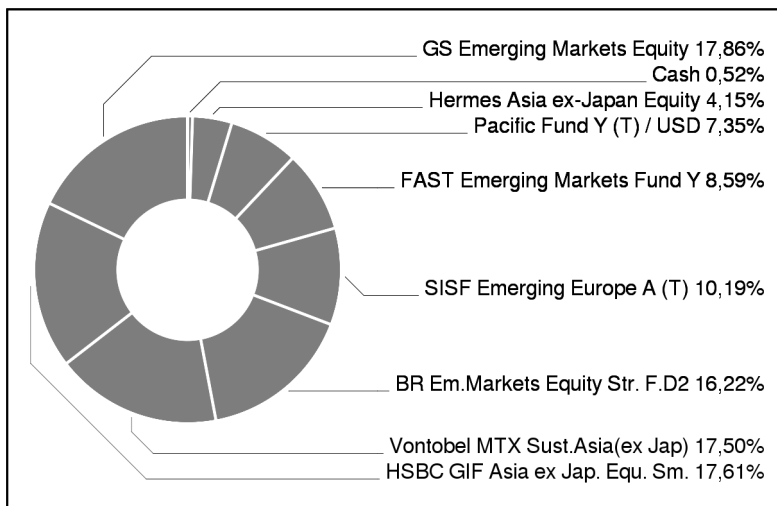 GS Emerging Markets Equity 17,86%
Cash 0,52%
Hermes Asia ex-Japan Equity 4,15%
Pacific Fund Y (T) / USD 7,35%
FAST Emerging Markets Fund Y 8,59%
SISF Emerging Europe A (T) 10,19%
BR Em.Markets Equity Str. F.D2 16,22%
Vontobel MTX Sust.Asia(ex Jap) 17,50%
HSBC GIF Asia ex Jap. Equ. Sm. 17,61%